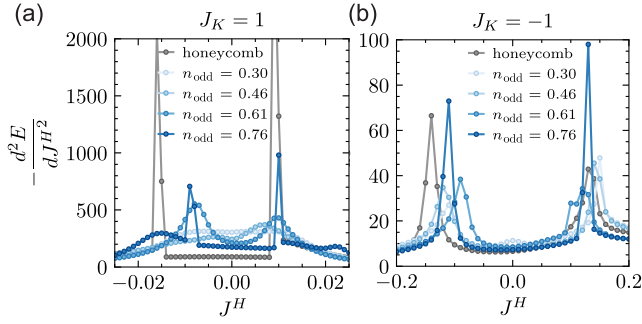 (a) J_K = 1
(b) J_K = −1
− d²E / dJ^H²
2000
1500
1000
500
300
0
honeycomb
n_odd = 0.30
n_odd = 0.46
n_odd = 0.61
n_odd = 0.76
−0.02 0.00 0.02
J^H
100
80
60
40
20
0
honeycomb
n_odd = 0.30
n_odd = 0.46
n_odd = 0.61
n_odd = 0.76
−0.2 0.0 0.2
J^H